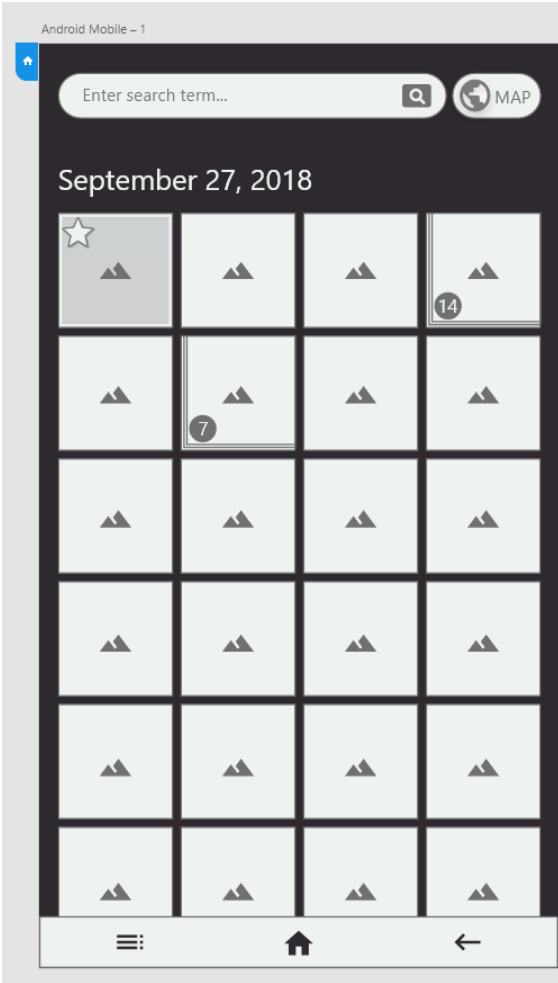 Android Mobile – 1
Enter search term...
MAP
September 27, 2018
14
7